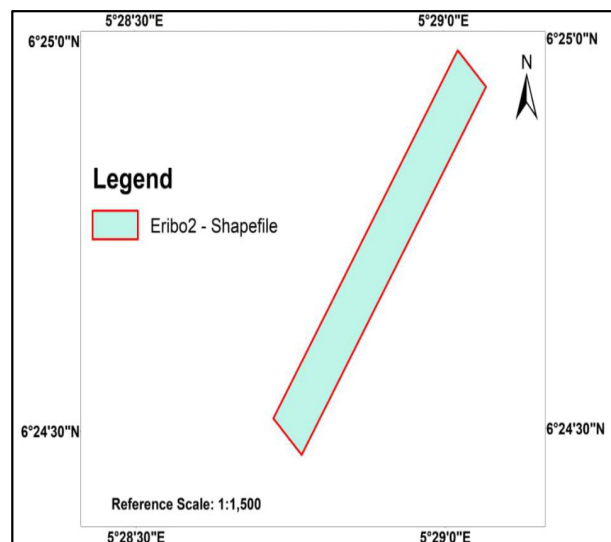 5°28'30"E 5°29'0"E
6°25'0"N 6°25'0"N
N
Legend
Eribo2 - Shapefile
6°24'30"N 6°24'30"N
Reference Scale: 1:1,500
5°28'30"E 5°29'0"E